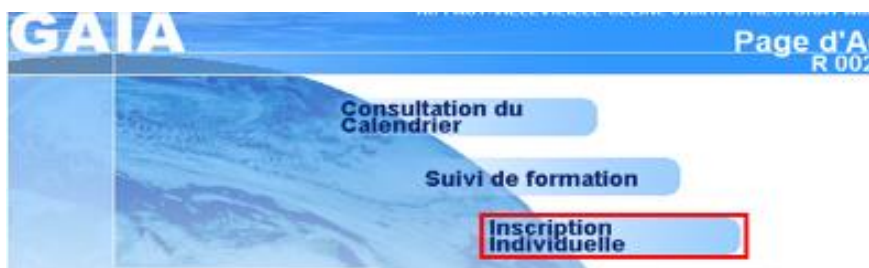 GAIA
Page d'A
R 002
Consultation du
Calendrier
Suivi de formation
Inscription
Individuelle